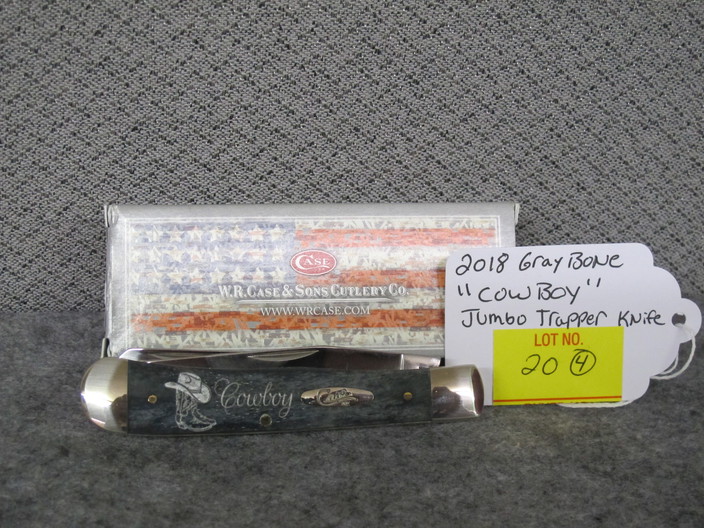 CASE
W.R. CASE & SONS CUTLERY CO.
WWW.WRCASE.COM
2018 Gray Bone
"COWBOY"
Jumbo Trapper Knife
LOT NO.
20 4
Cowboy
Case